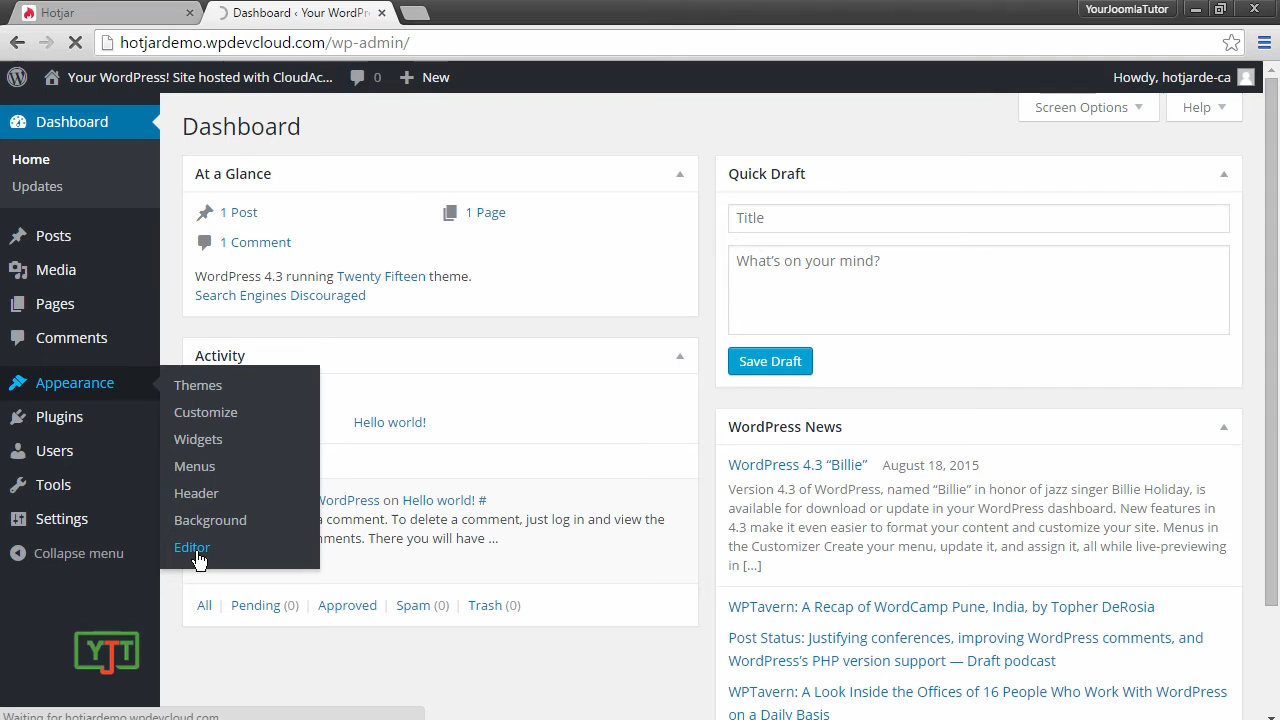 Hotjar
Dashboard ‹ Your WordPr
YourJoomlaTutor
hotjardemo.wpdevcloud.com/wp-admin/
Your WordPress! Site hosted with CloudAc...
0
New
Howdy, hotjarde-ca
Dashboard
Home
Updates
Posts
Media
Pages
Comments
Appearance
Plugins
Users
Tools
Settings
Collapse menu
Themes
Customize
Widgets
Menus
Header
Background
Editor
YJT
Dashboard
Screen Options
Help
At a Glance
1 Post
1 Page
1 Comment
WordPress 4.3 running Twenty Fifteen theme.
Search Engines Discouraged
Activity
Hello world!
WordPress on Hello world! #
a comment. To delete a comment, just log in and view the
ments. There you will have ...
All | Pending (0) | Approved | Spam (0) | Trash (0)
Quick Draft
Title
What's on your mind?
Save Draft
WordPress News
WordPress 4.3 “Billie” August 18, 2015
Version 4.3 of WordPress, named “Billie” in honor of jazz singer Billie Holiday, is
available for download or update in your WordPress dashboard. New features in
4.3 make it even easier to format your content and customize your site. Menus in
the Customizer Create your menu, update it, and assign it, all while live-previewing
in […]
WPTavern: A Recap of WordCamp Pune, India, by Topher DeRosia
Post Status: Justifying conferences, improving WordPress comments, and
WordPress's PHP version support — Draft podcast
WPTavern: A Look Inside the Offices of 16 People Who Work With WordPress
on a Daily Basis
Waiting for hotjardemo.wpdevcloud.com